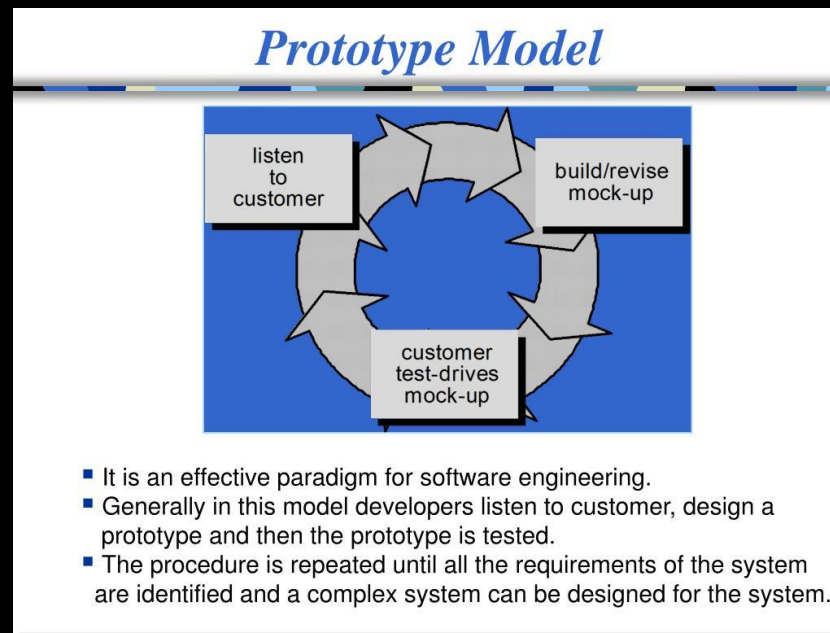 Prototype Model
listen
to
customer
build/revise
mock-up
customer
test-drives
mock-up
It is an effective paradigm for software engineering.
Generally in this model developers listen to customer, design a
prototype and then the prototype is tested.
The procedure is repeated until all the requirements of the system
are identified and a complex system can be designed for the system.